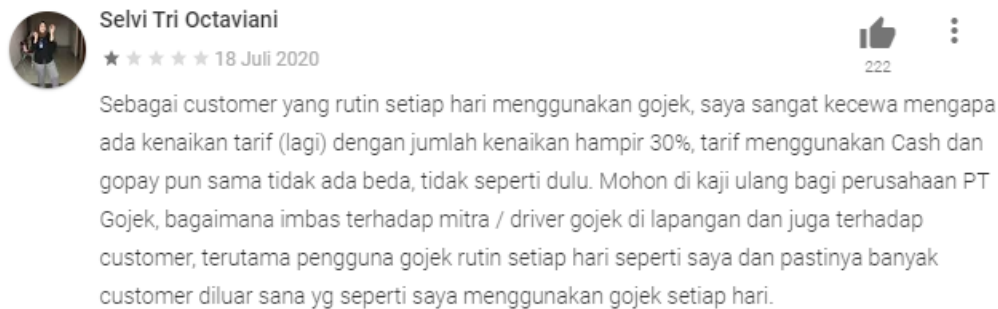 Selvi Tri Octaviani
18 Juli 2020
222
Sebagai customer yang rutin setiap hari menggunakan gojek, saya sangat kecewa mengapa
ada kenaikan tarif (lagi) dengan jumlah kenaikan hampir 30%, tarif menggunakan Cash dan
gopay pun sama tidak ada beda, tidak seperti dulu. Mohon di kaji ulang bagi perusahaan PT
Gojek, bagaimana imbas terhadap mitra / driver gojek di lapangan dan juga terhadap
customer, terutama pengguna gojek rutin setiap hari seperti saya dan pastinya banyak
customer diluar sana yg seperti saya menggunakan gojek setiap hari.